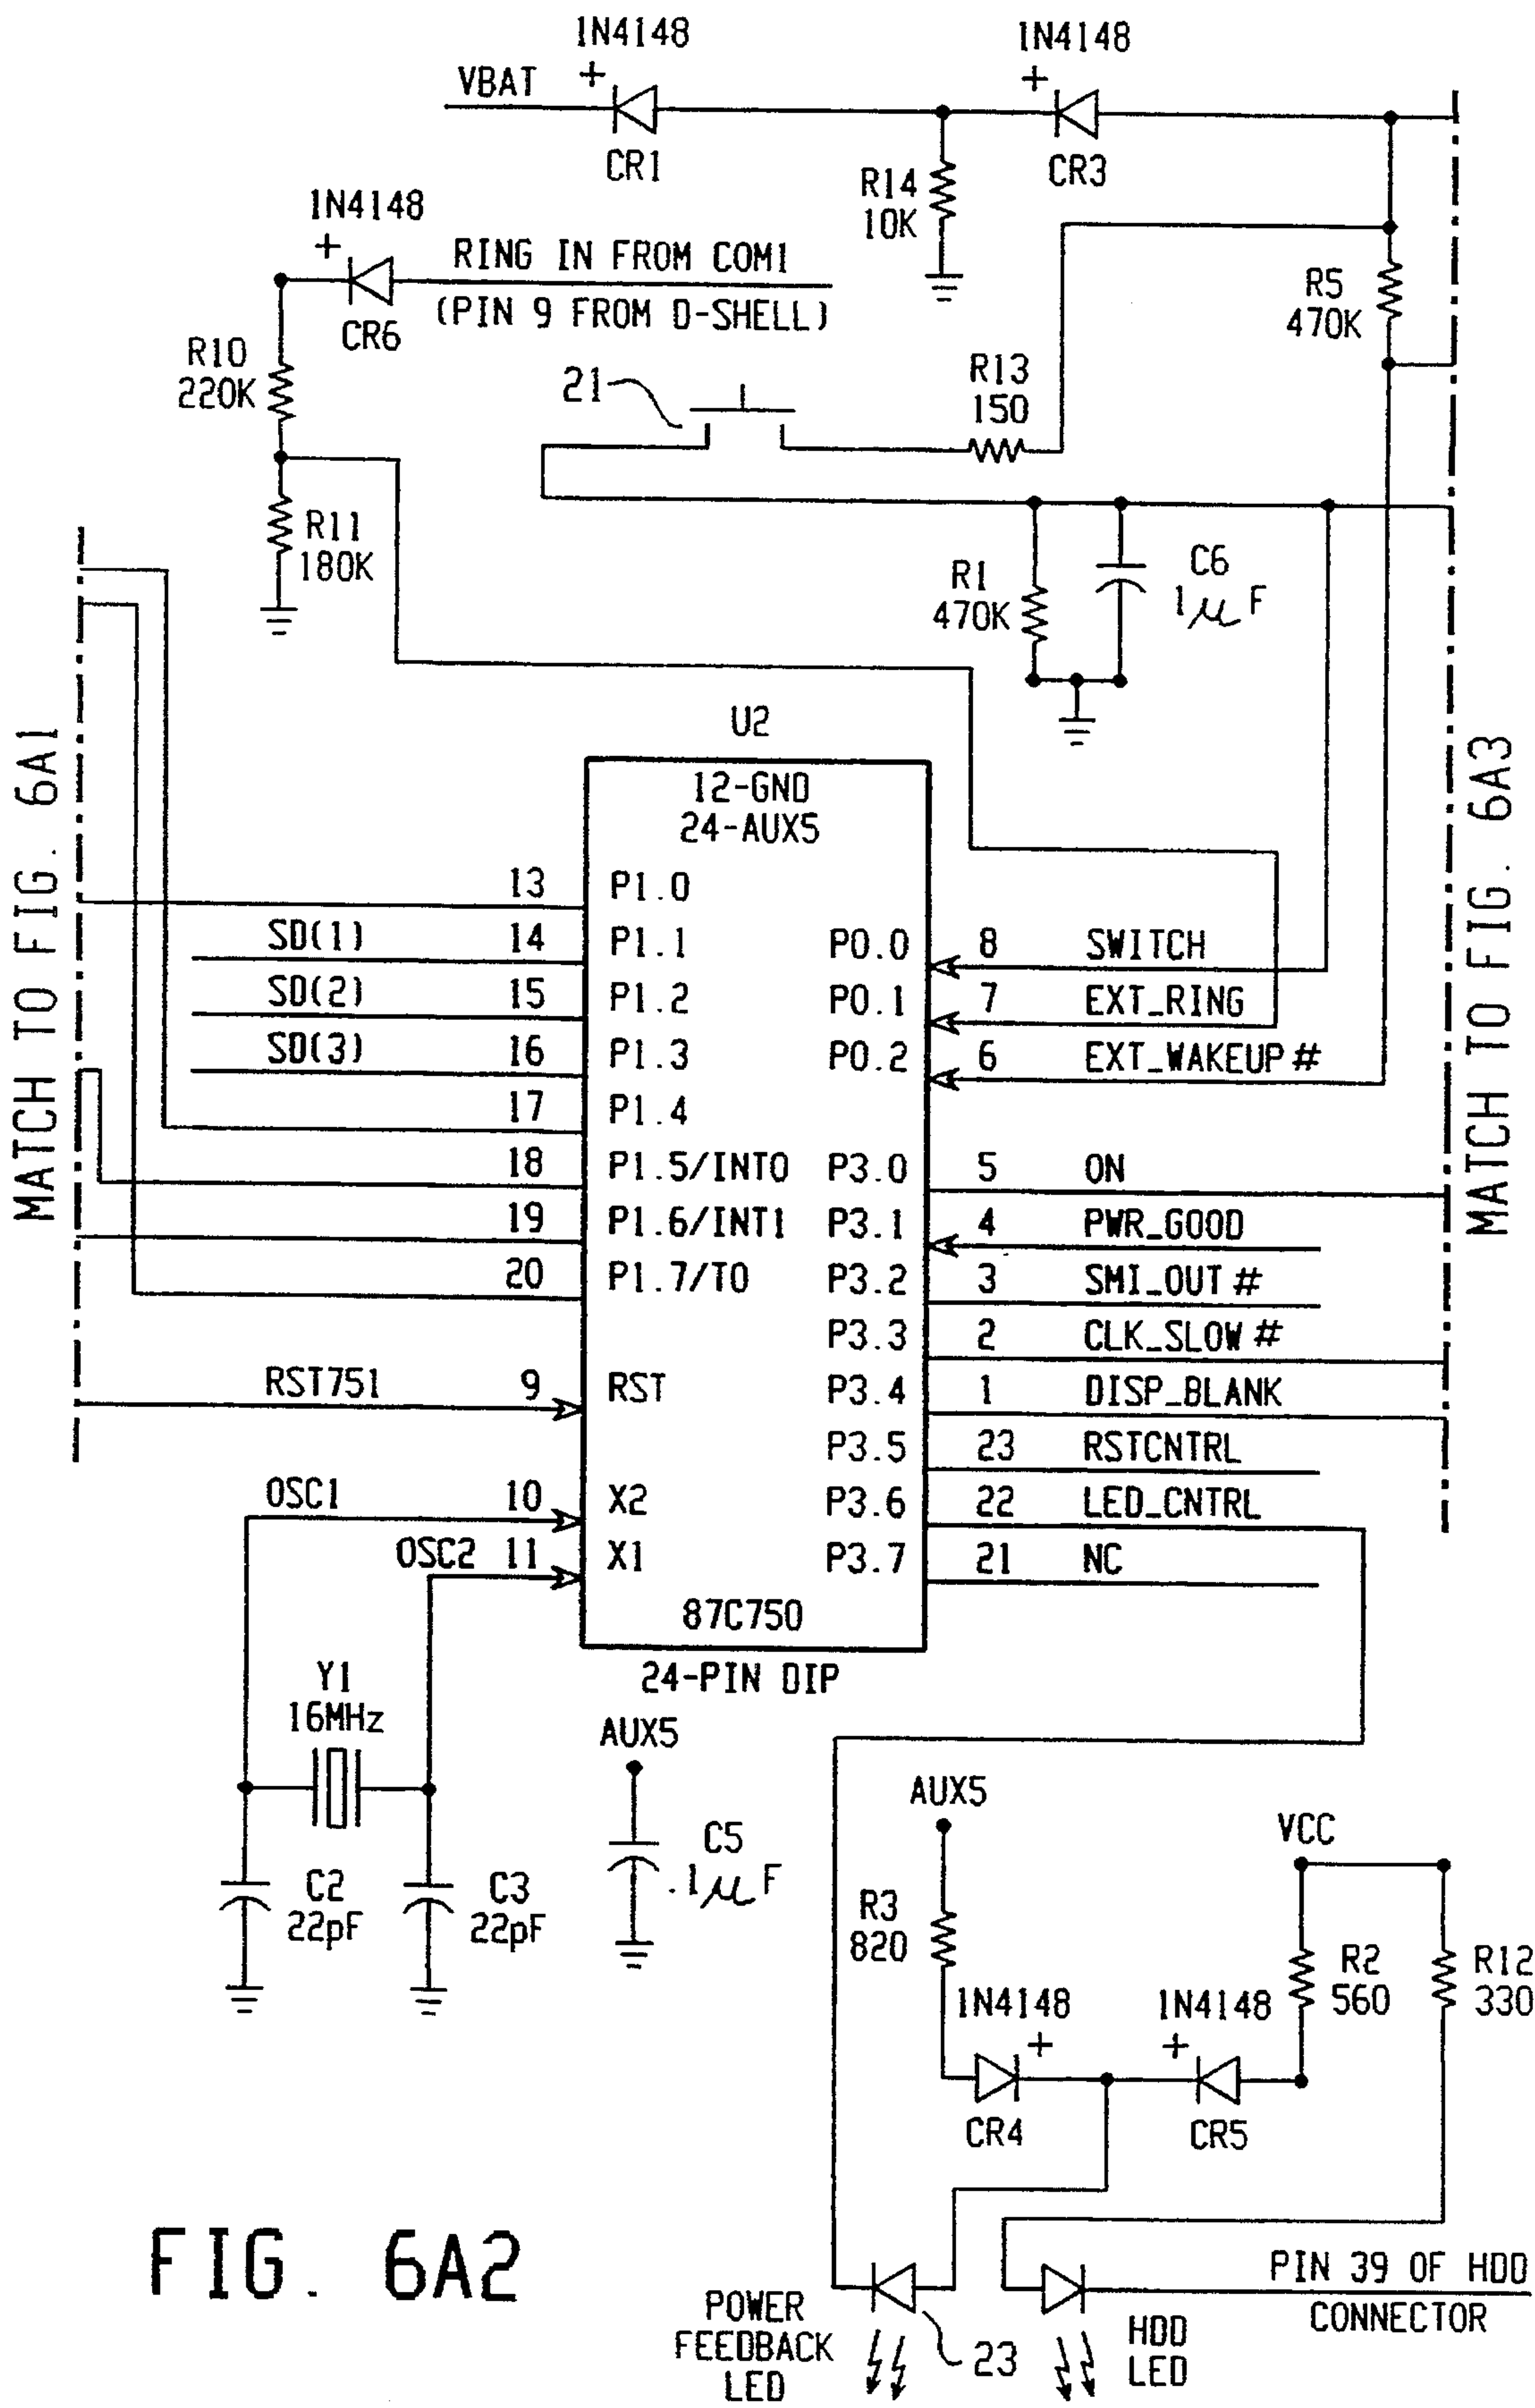 1N4148
1N4148
VBAT
+
+
CR1
CR3
R14
10K
1N4148
+
RING IN FROM COM1
(PIN 9 FROM D-SHELL)
CR6
R5
470K
R10
220K
21
R13
150
R11
180K
R1
470K
C6
1μF
MATCH TO FIG. 6A1
MATCH TO FIG. 6A3
U2
12-GND
24-AUX5
13 P1.0
SD(1) 14 P1.1
SD(2) 15 P1.2
SD(3) 16 P1.3
17 P1.4
18 P1.5/INT0
19 P1.6/INT1
20 P1.7/T0
RST751 9 RST
OSC1 10 X2
OSC2 11 X1
P0.0 8 SWITCH
P0.1 7 EXT_RING
P0.2 6 EXT_WAKEUP#
P3.0 5 ON
P3.1 4 PWR_GOOD
P3.2 3 SMI_OUT#
P3.3 2 CLK_SLOW#
P3.4 1 DISP_BLANK
P3.5 23 RSTCNTRL
P3.6 22 LED_CNTRL
P3.7 21 NC
87C750
24-PIN DIP
Y1
16MHz
C2
22pF
C3
22pF
AUX5
C5
.1μF
AUX5
R3
820
VCC
R2
560
R12
330
1N4148
+
1N4148
+
CR4
CR5
POWER
FEEDBACK
LED
23
HDD
LED
PIN 39 OF HDD
CONNECTOR
FIG. 6A2